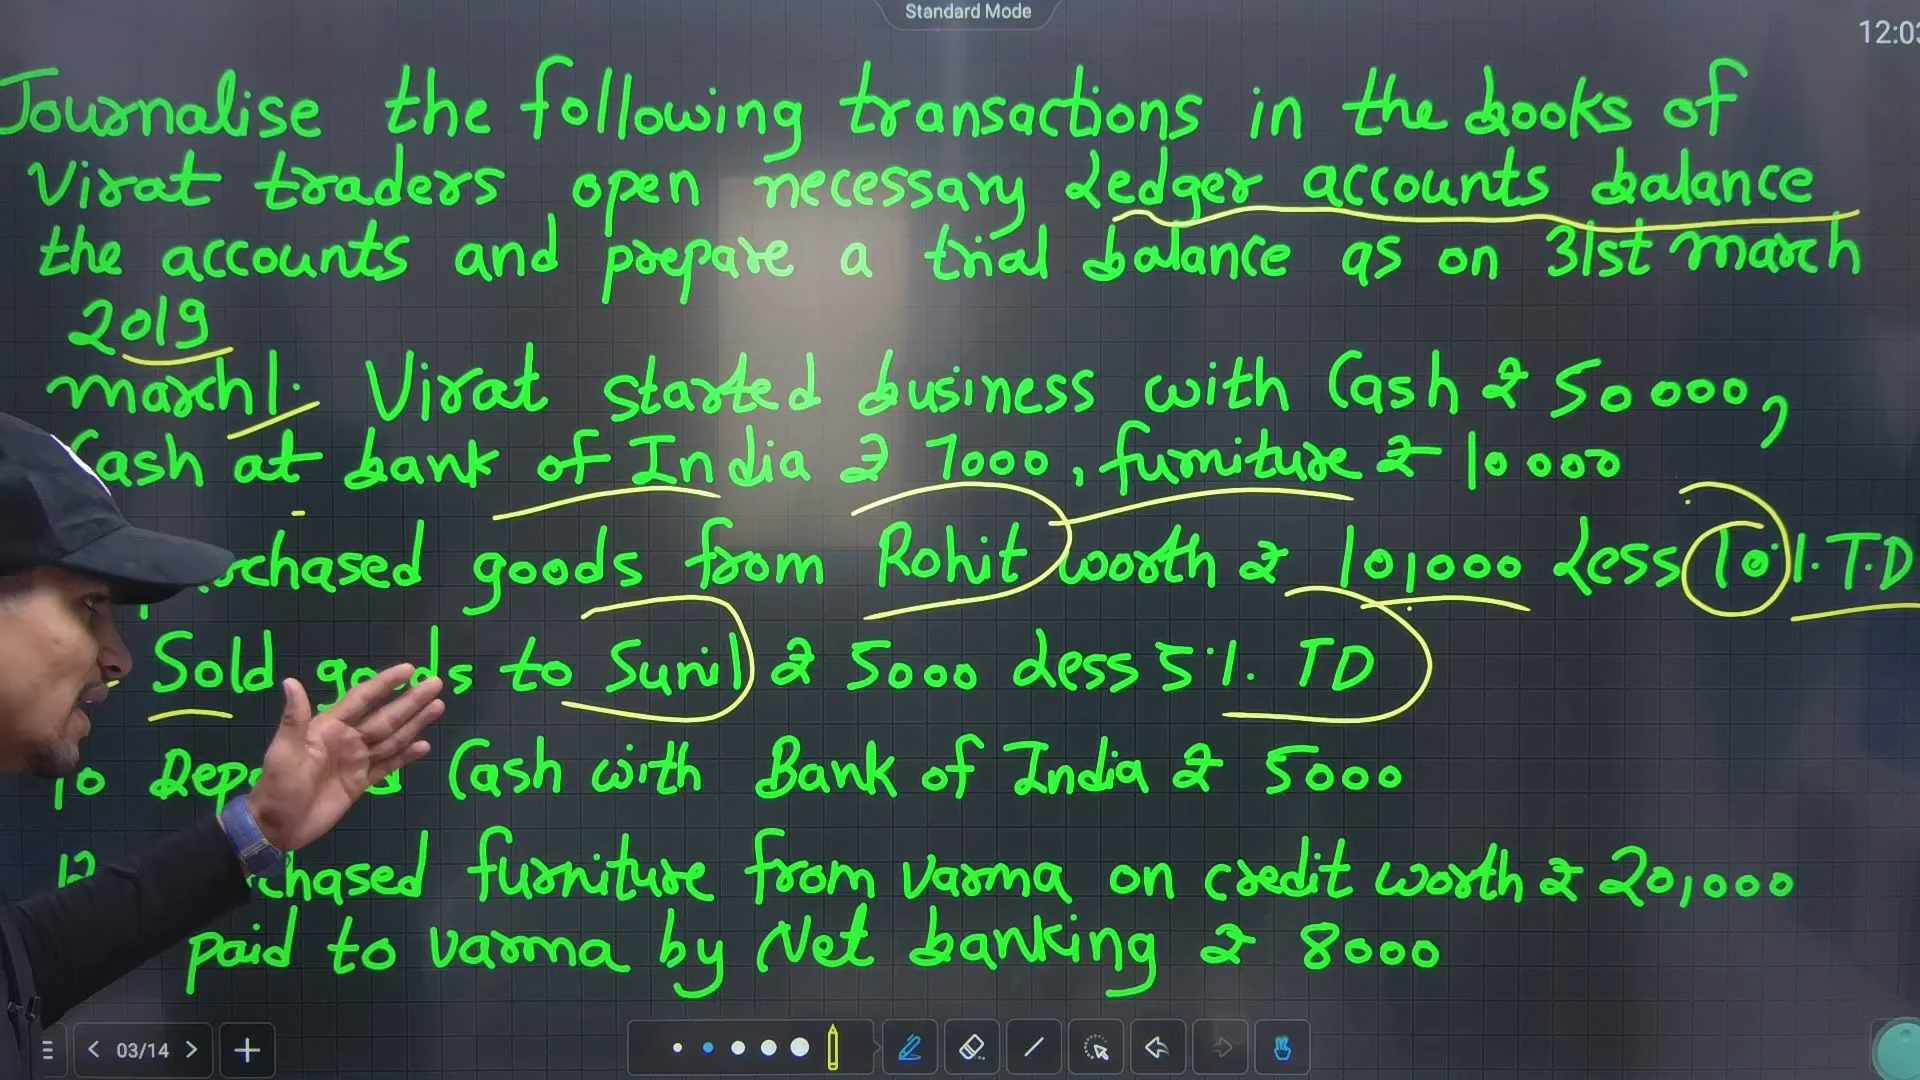 Standard Mode
12:03
Journalise the following transactions in the books of
Virat traders open necessary Ledger accounts balance
the accounts and prepare a trial balance as on 31st march
2019
march 1. Virat started business with Cash ₹ 50000,
Cash at bank of India ₹ 7000, furniture ₹ 10000
goods from Rohit worth ₹ 10,000 Less 10%. T.D
Sold goods to Sunil ₹ 5000 Less 5%. TD
10 Cash with Bank of India ₹ 5000
12 furniture from varma on credit worth ₹ 20,000
paid to varma by Net banking ₹ 8000
03/14